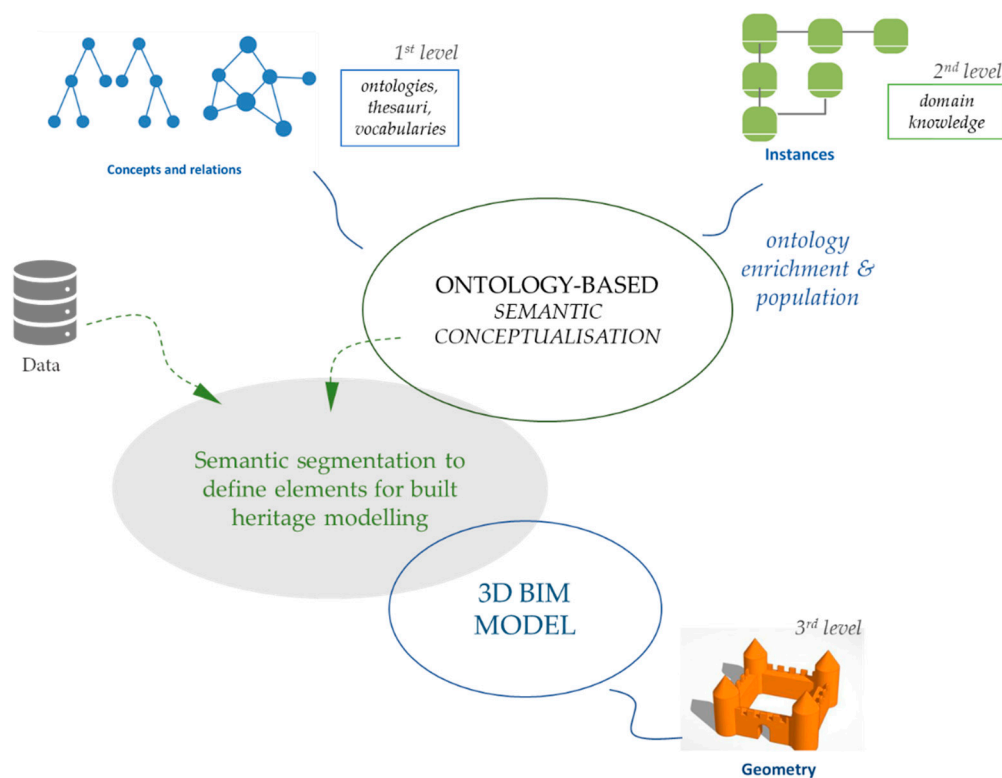 1st level
ontologies,
thesauri,
vocabularies
Concepts and relations
2nd level
domain
knowledge
Instances
ontology
enrichment &
population
ONTOLOGY-BASED
SEMANTIC
CONCEPTUALISATION
Data
Semantic segmentation to
define elements for built
heritage modelling
3D BIM
MODEL
3rd level
Geometry